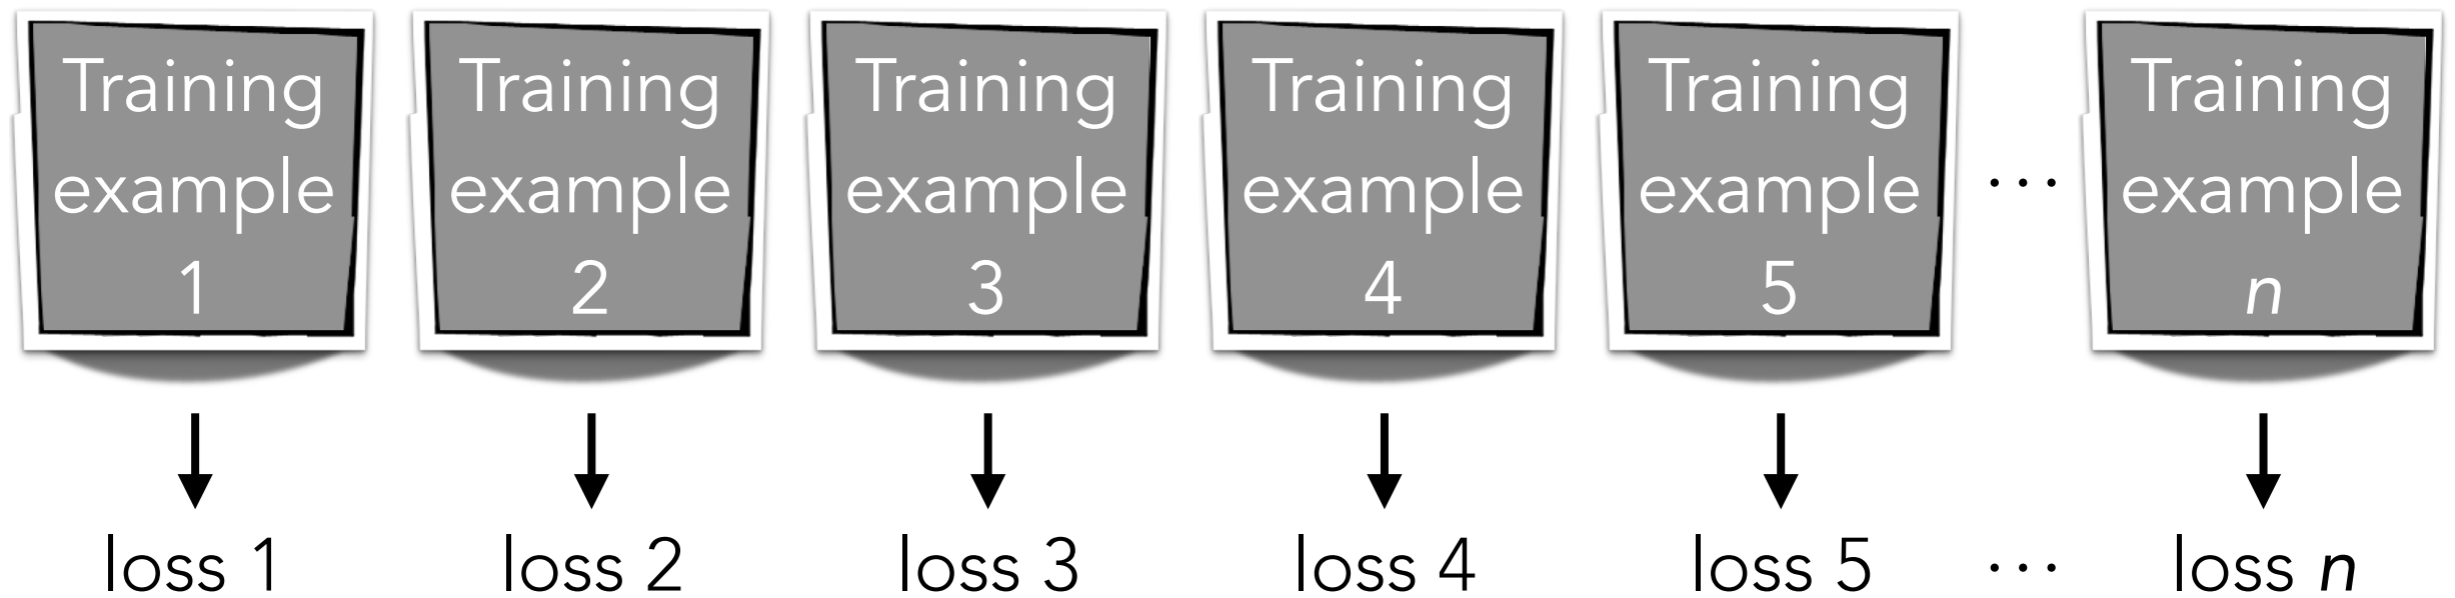 Training
example
1
Training
example
2
Training
example
3
Training
example
4
Training
example
5
...
Training
example
n
loss 1
loss 2
loss 3
loss 4
loss 5
...
loss n